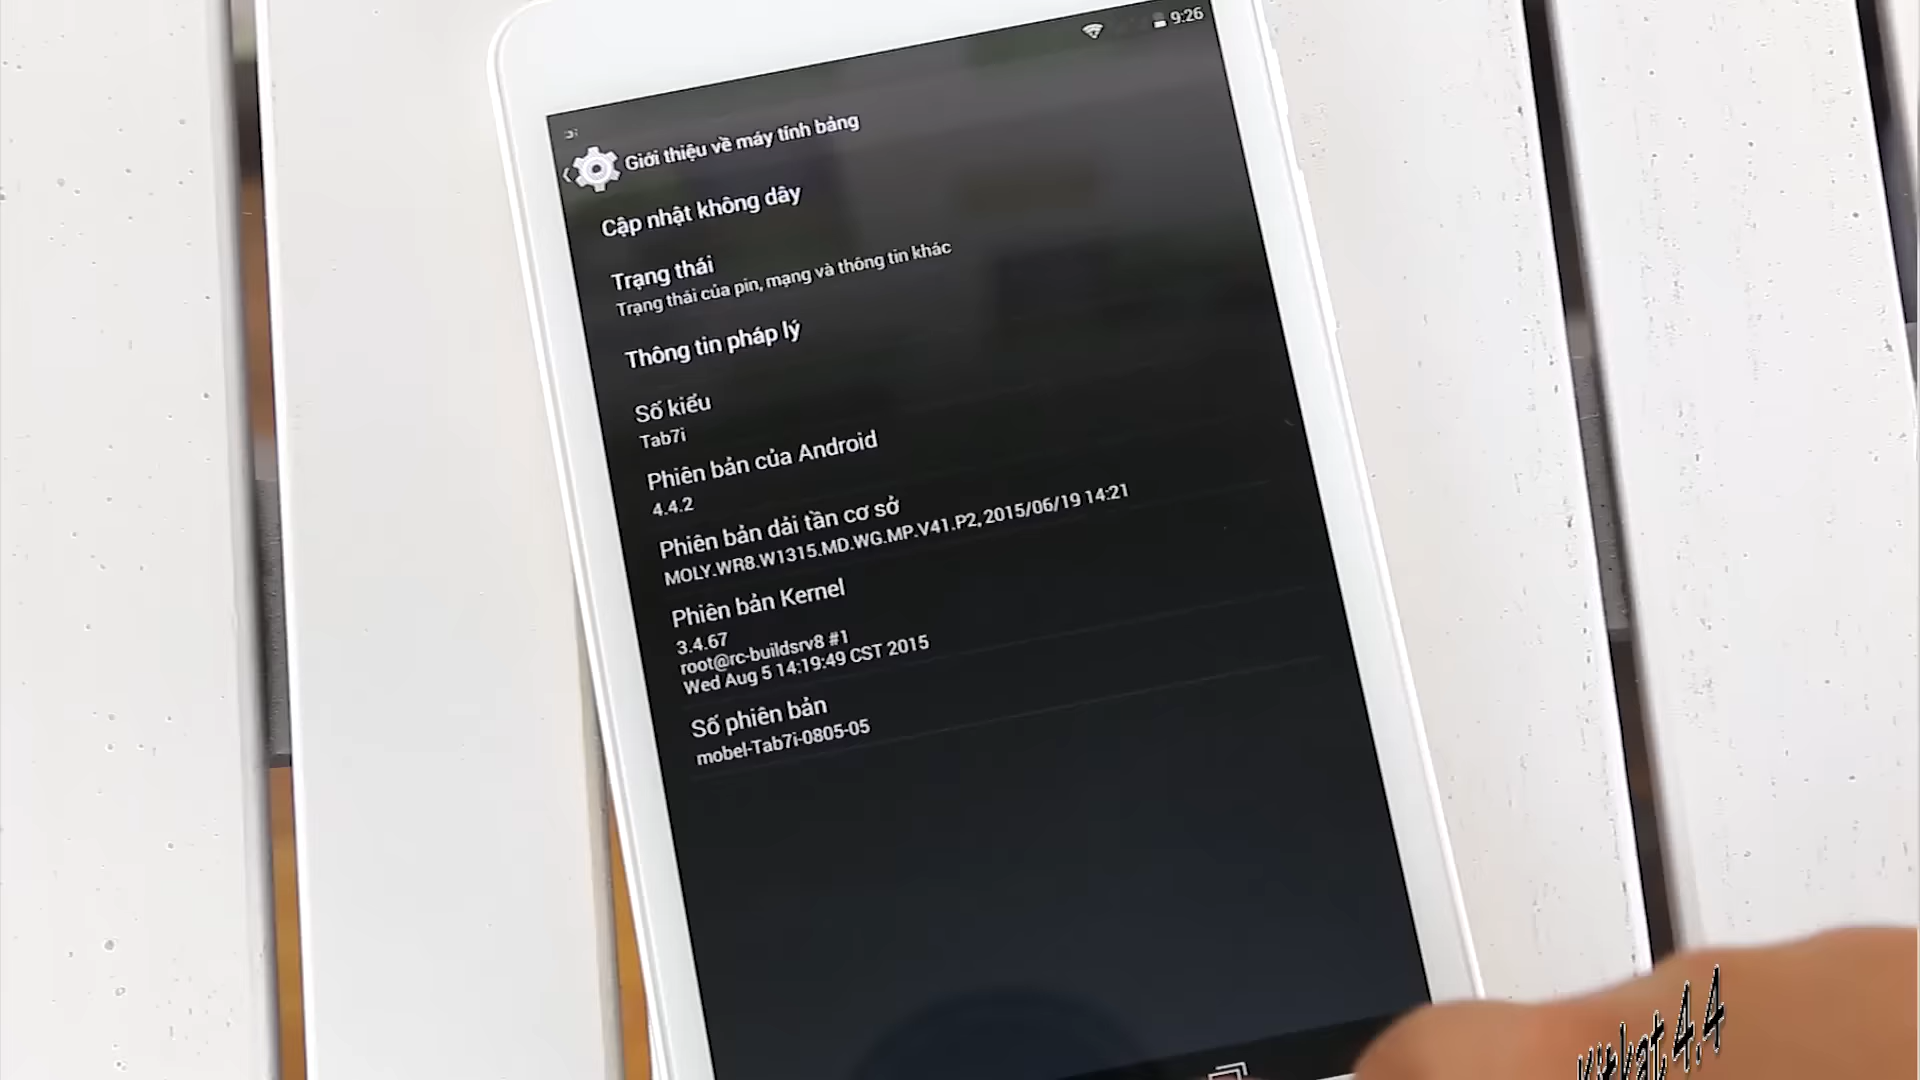 9:26
Giới thiệu về máy tính bảng
Cập nhật không dây
Trạng thái
Trạng thái của pin, mạng và thông tin khác
Thông tin pháp lý
Số kiểu
Tab7i
Phiên bản của Android
4.4.2
Phiên bản dải tần cơ sở
MOLY.WR8.W1315.MD.WG.MP.V41.P2, 2015/06/19 14:21
Phiên bản Kernel
3.4.67
root@rc-buildsrv8 #1
Wed Aug 5 14:19:49 CST 2015
Số phiên bản
mobel-Tab7i-0805-05
Kitkat 4.4